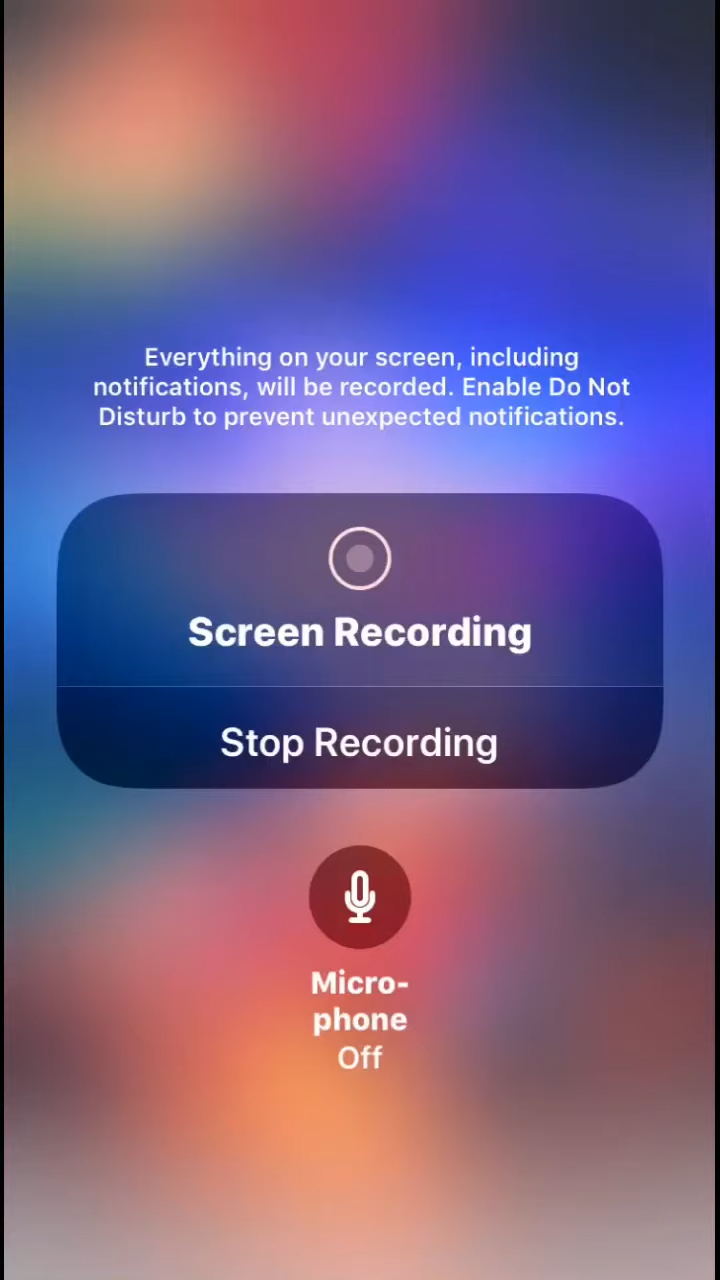 Everything on your screen, including
notifications, will be recorded. Enable Do Not
Disturb to prevent unexpected notifications.
Screen Recording
Stop Recording
Micro-
phone
Off